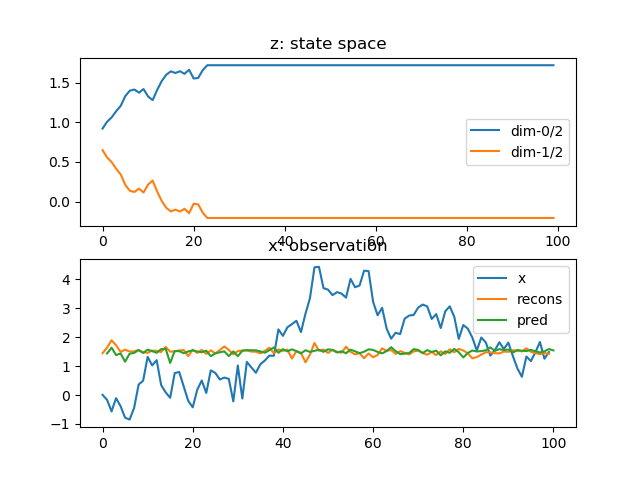 z: state space
1.5
1.0
0.5
0.0
dim-0/2
dim-1/2
0 20 40 60 80 100
x: observation
4
3
2
1
0
−1
x
recons
pred
0 20 40 60 80 100